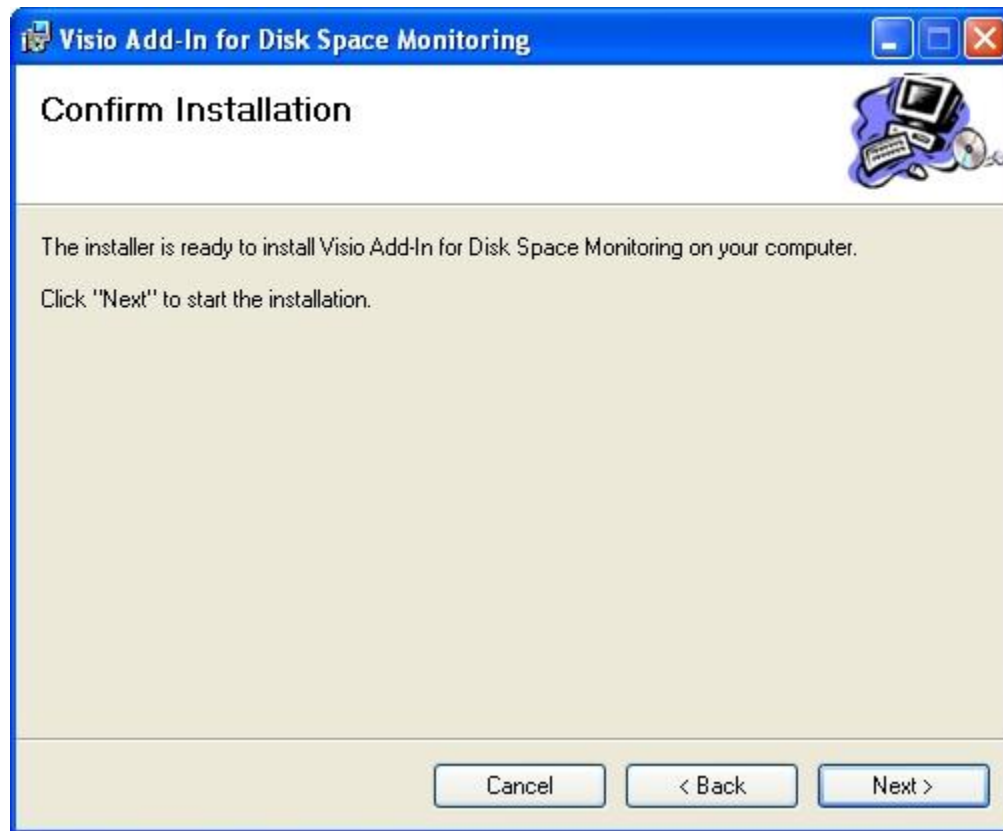 Visio Add-In for Disk Space Monitoring
Confirm Installation
The installer is ready to install Visio Add-In for Disk Space Monitoring on your computer.
Click "Next" to start the installation.
Cancel
< Back
Next >